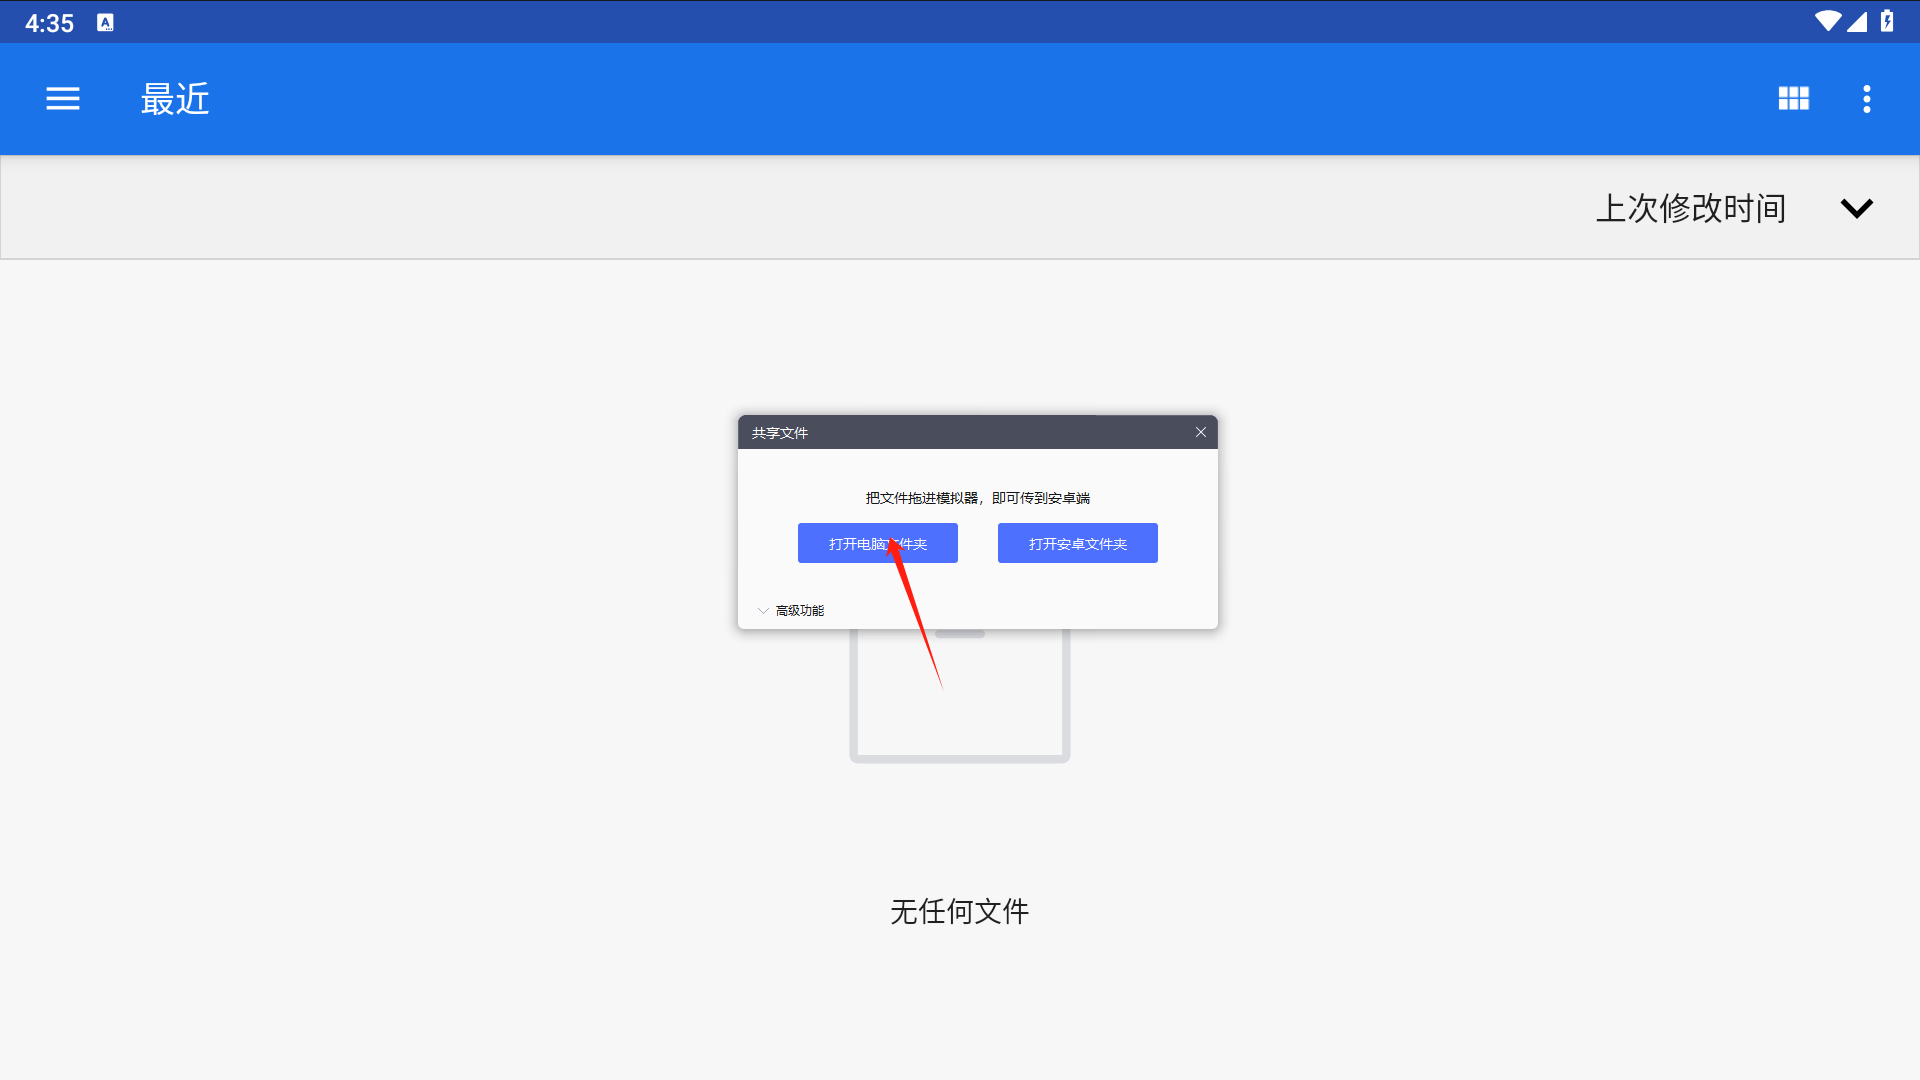 4:35
最近
上次修改时间
共享文件
把文件拖进模拟器，即可传到安卓端
打开电脑文件夹
打开安卓文件夹
高级功能
无任何文件